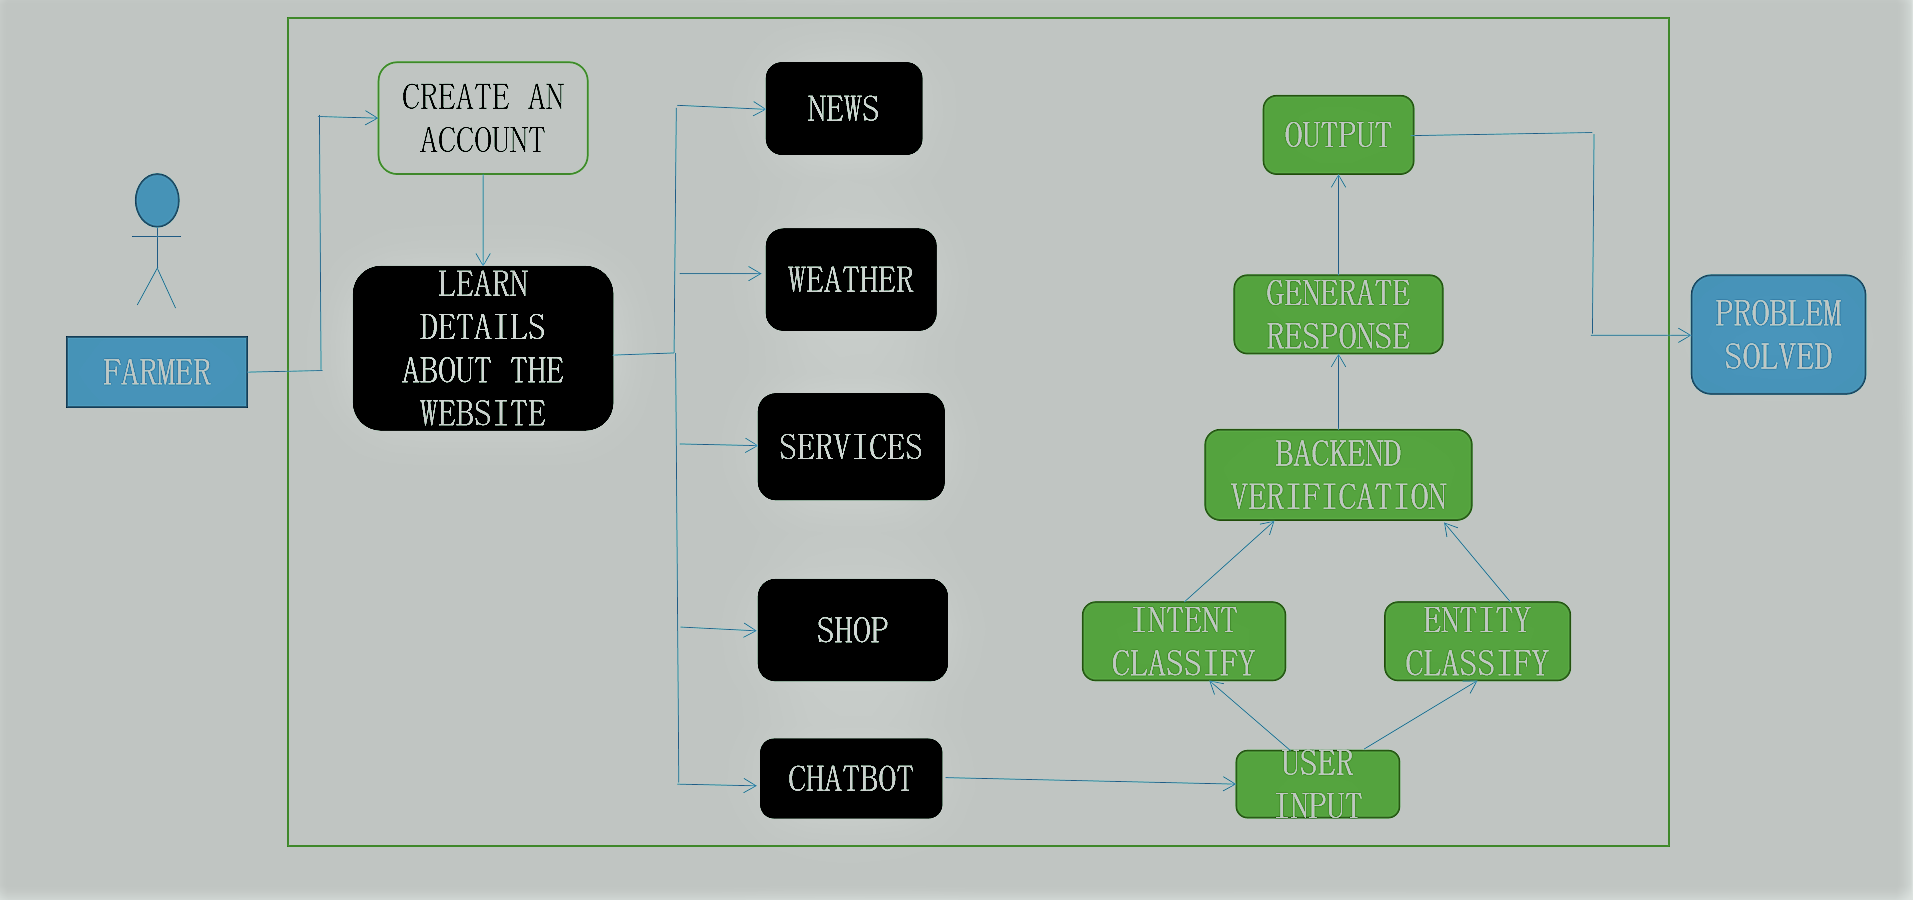 FARMER
CREATE AN
ACCOUNT
LEARN
DETAILS
ABOUT THE
WEBSITE
NEWS
WEATHER
SERVICES
SHOP
CHATBOT
OUTPUT
GENERATE
RESPONSE
BACKEND
VERIFICATION
INTENT
CLASSIFY
ENTITY
CLASSIFY
USER
INPUT
PROBLEM
SOLVED